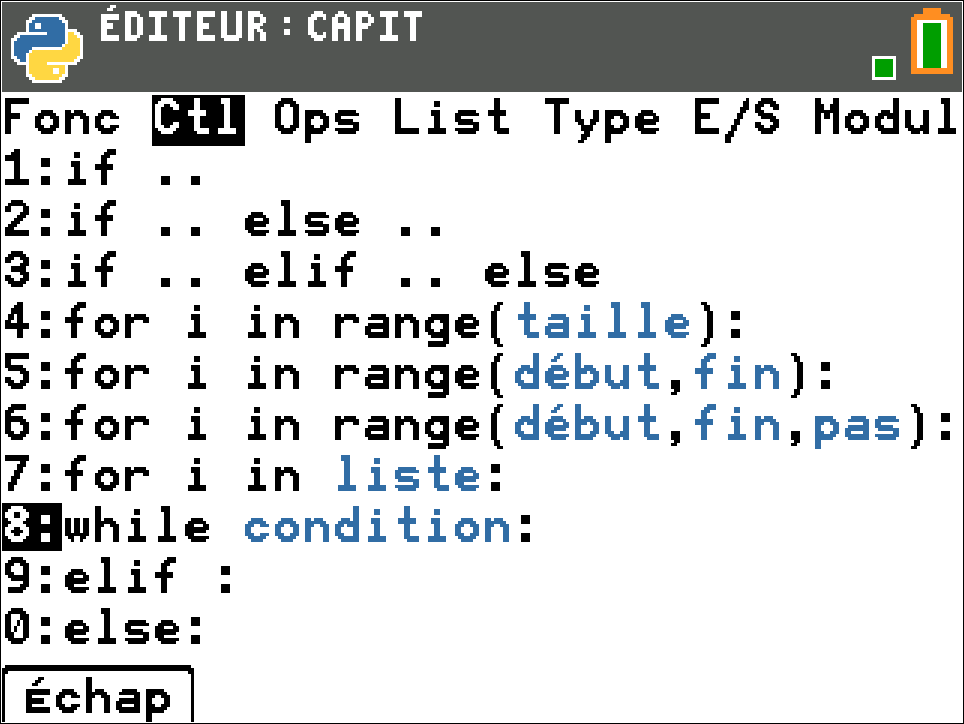 ÉDITEUR : CAPIT
Fonc Ctl Ops List Type E/S Modul
1:if ..
2:if .. else ..
3:if .. elif .. else
4:for i in range(taille):
5:for i in range(début,fin):
6:for i in range(début,fin,pas):
7:for i in liste:
8:while condition:
9:elif :
0:else:
Échap